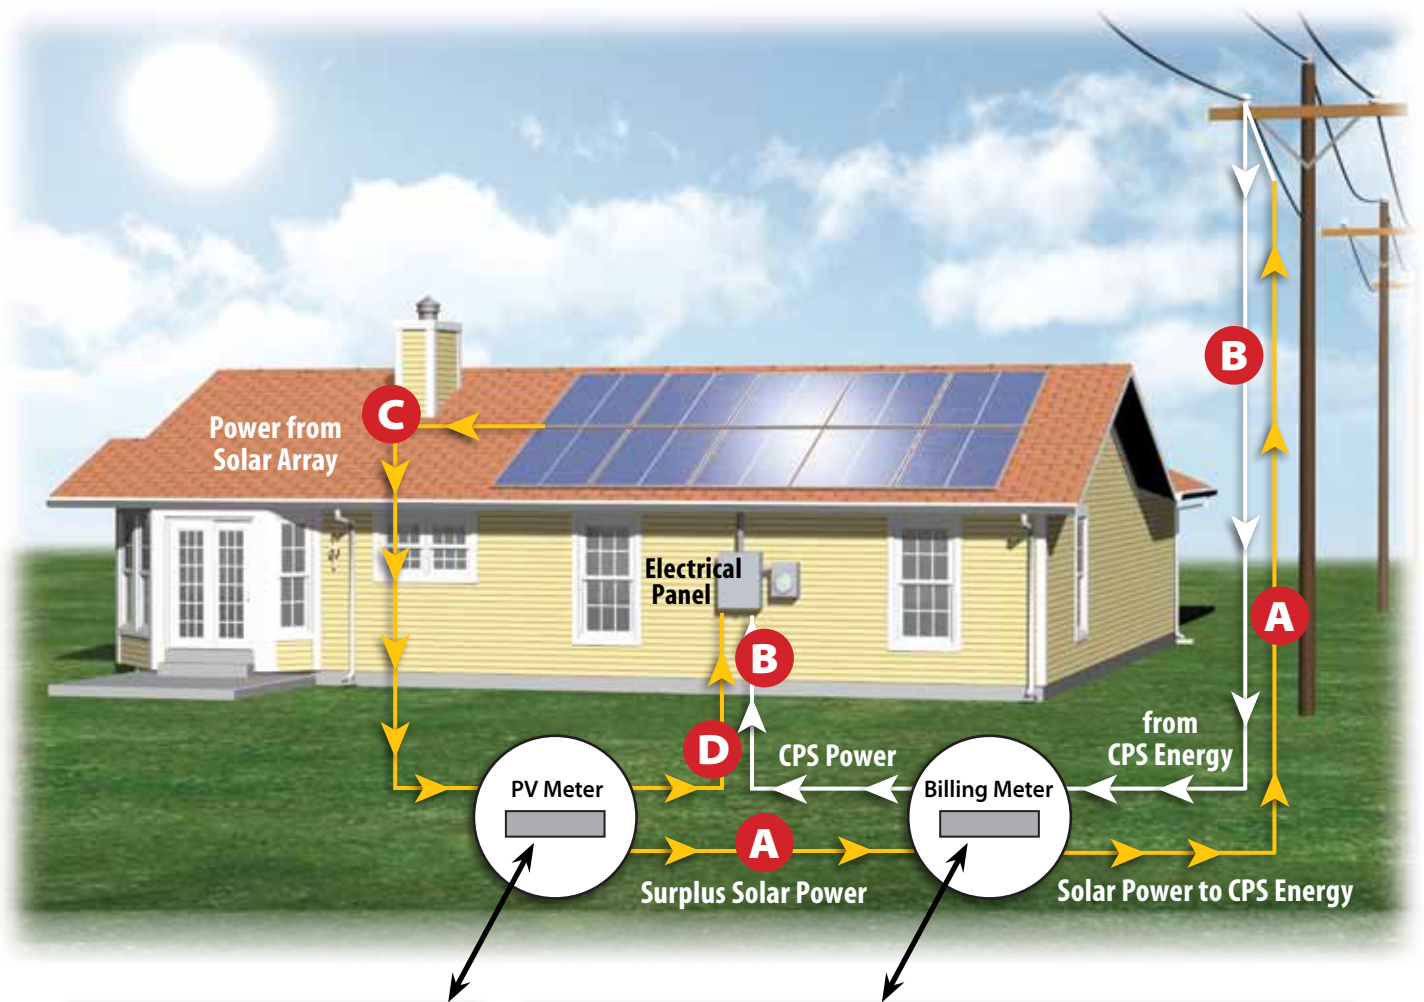 B
C
Power from
Solar Array
Electrical
Panel
A
B
from
CPS Energy
D
CPS Power
PV Meter
Billing Meter
A
Surplus Solar Power
Solar Power to CPS Energy